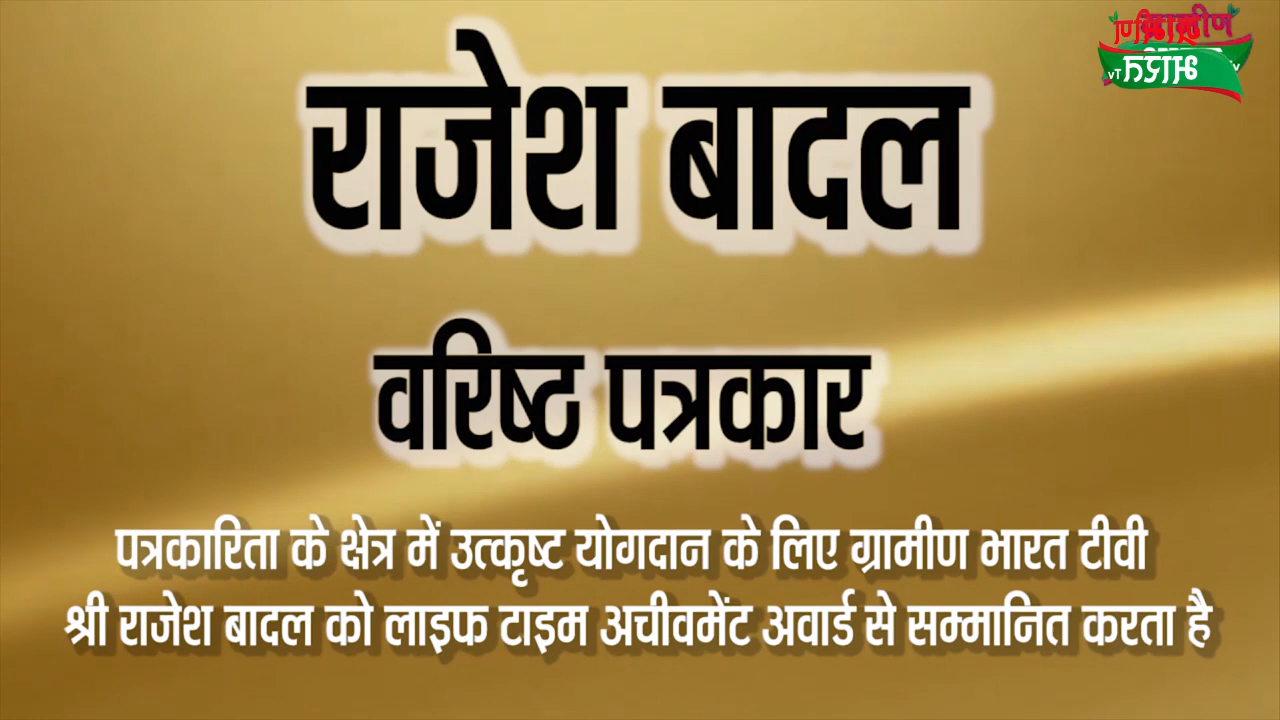 राजेश बादल
वरिष्ठ पत्रकार
पत्रकारिता के क्षेत्र में उत्कृष्ट योगदान के लिए ग्रामीण भारत टीवी
श्री राजेश बादल को लाइफ टाइम अचीवमेंट अवार्ड से सम्मानित करता है